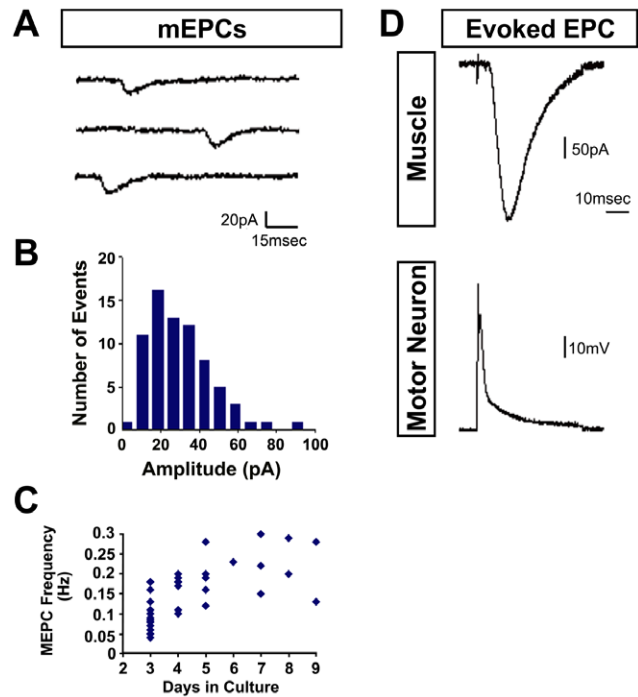 A
mEPCs
20pA
15msec
B
Number of Events
20
15
10
5
0
0 20 40 60 80 100
Amplitude (pA)
C
MEPC Frequency
(Hz)
0.3
0.25
0.2
0.15
0.1
0.05
2 3 4 5 6 7 8 9
Days in Culture
D
Evoked EPC
Muscle
50pA
10msec
Motor Neuron
10mV